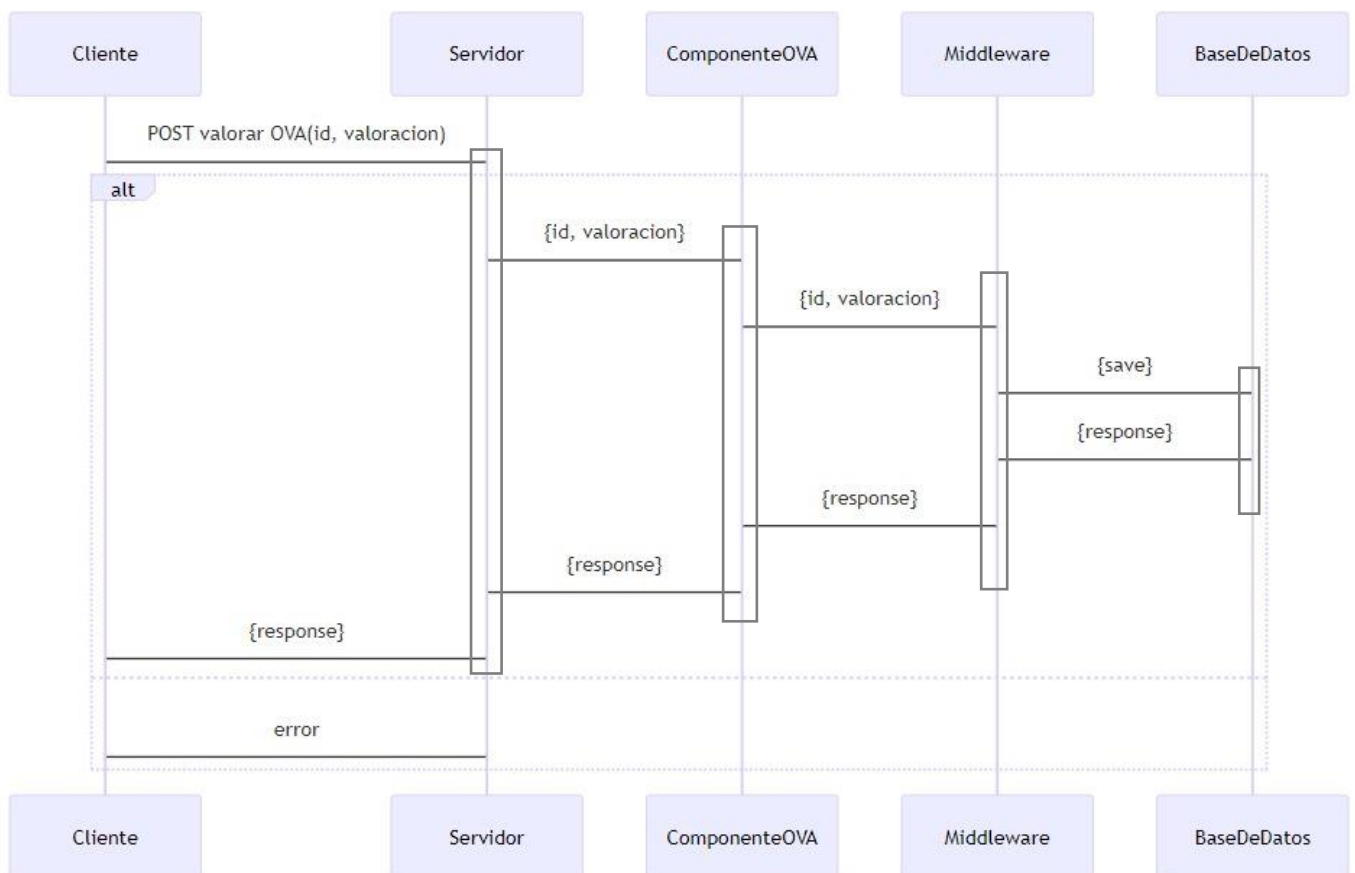 Cliente
Servidor
ComponenteOVA
Middleware
BaseDeDatos
POST valorar OVA(id, valoracion)
alt
{id, valoracion}
{id, valoracion}
{save}
{response}
{response}
{response}
{response}
error
Cliente
Servidor
ComponenteOVA
Middleware
BaseDeDatos